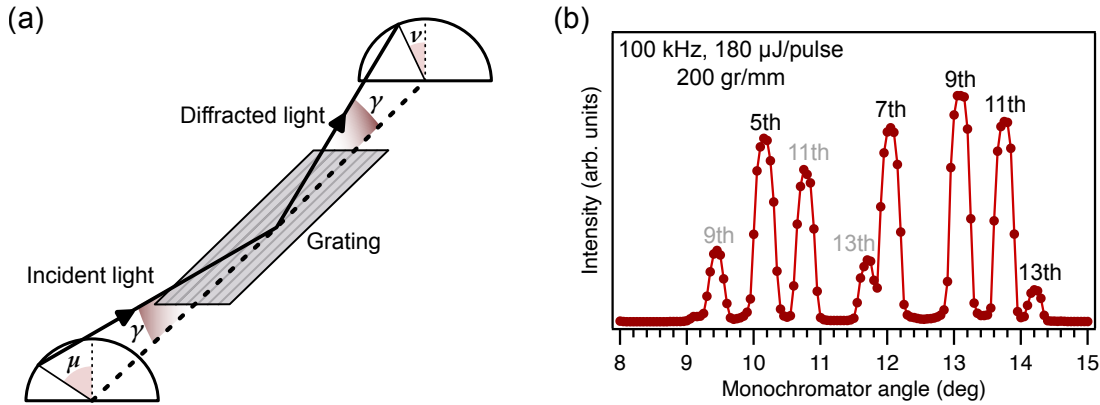 (a)
ν
γ
Diffracted light
Grating
Incident light
γ
μ
(b)
100 kHz, 180 μJ/pulse
200 gr/mm
9th
5th
11th
13th
7th
9th
11th
13th
Intensity (arb. units)
8 9 10 11 12 13 14 15
Monochromator angle (deg)